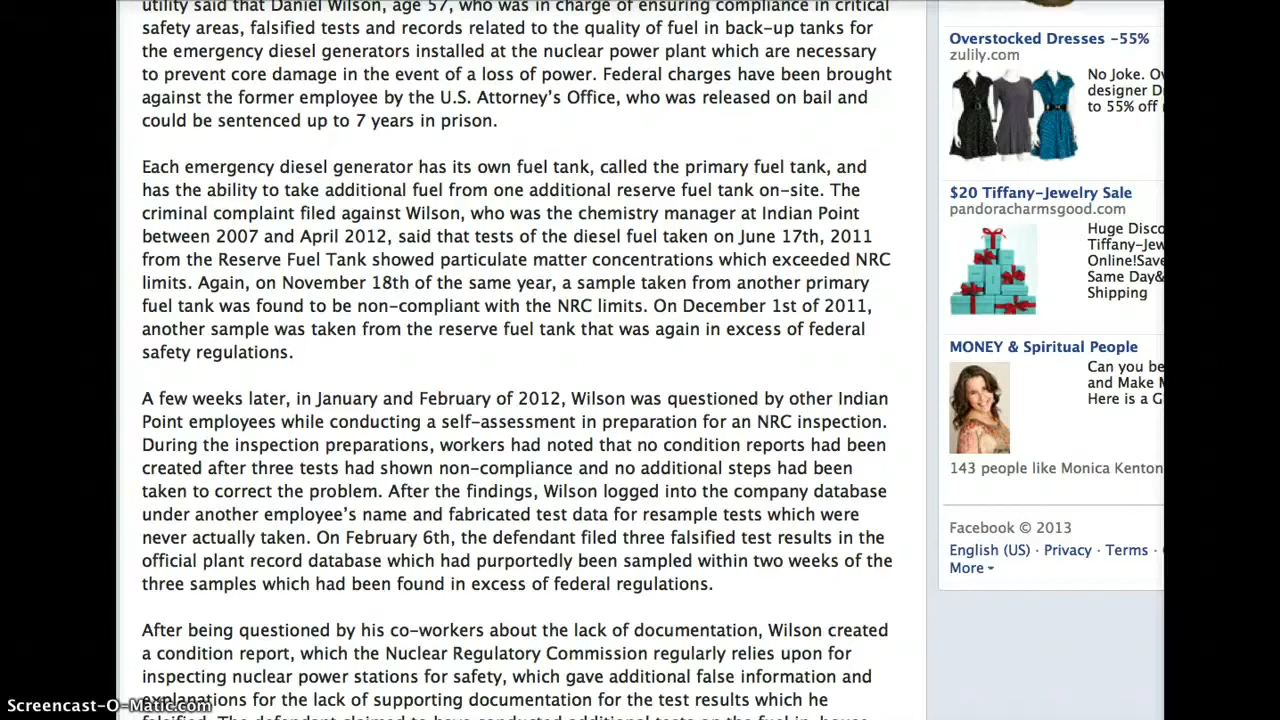 utility said that Daniel Wilson, age 57, who was in charge of ensuring compliance in critical
safety areas, falsified tests and records related to the quality of fuel in back-up tanks for
the emergency diesel generators installed at the nuclear power plant which are necessary
to prevent core damage in the event of a loss of power. Federal charges have been brought
against the former employee by the U.S. Attorney's Office, who was released on bail and
could be sentenced up to 7 years in prison.
Each emergency diesel generator has its own fuel tank, called the primary fuel tank, and
has the ability to take additional fuel from one additional reserve fuel tank on-site. The
criminal complaint filed against Wilson, who was the chemistry manager at Indian Point
between 2007 and April 2012, said that tests of the diesel fuel taken on June 17th, 2011
from the Reserve Fuel Tank showed particulate matter concentrations which exceeded NRC
limits. Again, on November 18th of the same year, a sample taken from another primary
fuel tank was found to be non-compliant with the NRC limits. On December 1st of 2011,
another sample was taken from the reserve fuel tank that was again in excess of federal
safety regulations.
A few weeks later, in January and February of 2012, Wilson was questioned by other Indian
Point employees while conducting a self-assessment in preparation for an NRC inspection.
During the inspection preparations, workers had noted that no condition reports had been
created after three tests had shown non-compliance and no additional steps had been
taken to correct the problem. After the findings, Wilson logged into the company database
under another employee's name and fabricated test data for resample tests which were
never actually taken. On February 6th, the defendant filed three falsified test results in the
official plant record database which had purportedly been sampled within two weeks of the
three samples which had been found in excess of federal regulations.
After being questioned by his co-workers about the lack of documentation, Wilson created
a condition report, which the Nuclear Regulatory Commission regularly relies upon for
inspecting nuclear power stations for safety, which gave additional false information and
explanations for the lack of supporting documentation for the test results which he
falsified. The defendant claimed to have conducted additional tests on the fuel in-house
Overstocked Dresses -55%
zulily.com
No Joke. Ov
designer D
to 55% off
$20 Tiffany-Jewelry Sale
pandoracharmsgood.com
Huge Disco
Tiffany-Jew
Online!Save
Same Day&
Shipping
MONEY & Spiritual People
Can you be
and Make M
Here is a G
143 people like Monica Kenton
Facebook © 2013
English (US) · Privacy · Terms ·
More
Screencast-O-Matic.com